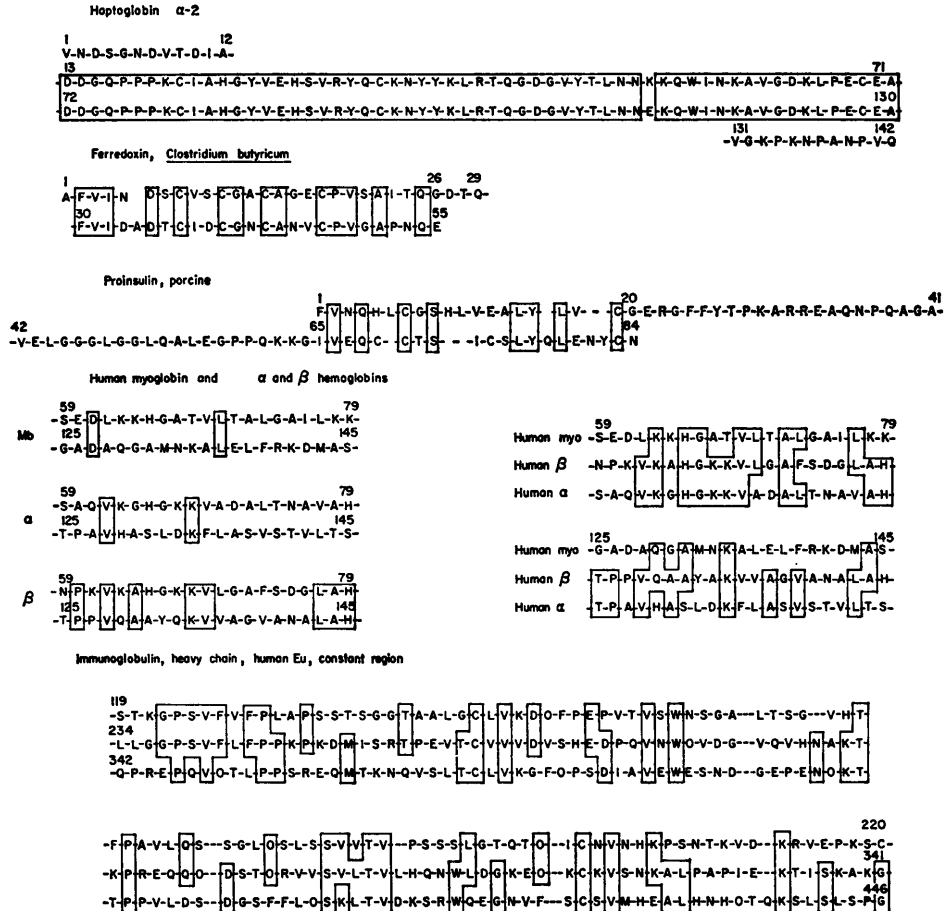 Haptoglobin α-2
1 12
V-N-D-S-G-N-D-V-T-D-I-A-
13 71
D-D-G-Q-P-P-P-K-C-I-A-H-G-Y-V-E-H-S-V-R-Y-Q-C-K-N-Y-Y-K-L-R-T-Q-G-D-G-V-Y-T-L-N-N-K-K-Q-W-I-N-K-A-V-G-D-K-L-P-E-C-E-A-
72 130
D-D-G-Q-P-P-P-K-C-I-A-H-G-Y-V-E-H-S-V-R-Y-Q-C-K-N-Y-Y-K-L-R-T-Q-G-D-G-V-Y-T-L-N-N-E-K-Q-W-I-N-K-A-V-G-D-K-L-P-E-C-E-A-
131 142
-V-G-K-P-K-N-P-A-N-P-V-Q
Ferredoxin, Clostridium butyricum
1 26 29
A-F-V-I-N D-S-C-V-S-C-G-A-C-A-G-E-C-P-V-S-A-I-T-Q-G-D-T-Q-
30 55
-F-V-I-D-A-D-T-C-I-D-C-G-N-C-A-N-V-C-P-V-G-A-P-N-Q-E
Proinsulin, porcine
1 20 41
F-V-N-Q-H-L-C-G-S-H-L-V-E-A-L-Y-L-V--C-G-E-R-G-F-F-Y-T-P-K-A-R-R-E-A-Q-N-P-Q-A-G-A-
42 65 84
-V-E-L-G-G-G-L-G-G-L-Q-A-L-E-G-P-P-Q-K-K-G-I-V-E-Q-C-C-T-S--I-C-S-L-Y-Q-L-E-N-Y-C-N
Human myoglobin and α and β hemoglobins
59 79
Mb -S-E-D-L-K-K-H-G-A-T-V-L-T-A-L-G-A-I-L-K-K-
125 145
-G-A-D-A-Q-G-A-M-N-K-A-L-E-L-F-R-K-D-M-A-S-
59 79
α -S-A-Q-V-K-G-H-G-K-K-V-A-D-A-L-T-N-A-V-A-H-
125 145
-T-P-A-V-H-A-S-L-D-K-F-L-A-S-V-S-T-V-L-T-S-
59 79
β -N-P-K-V-K-A-H-G-K-K-V-L-G-A-F-S-D-G-L-A-H-
125 145
-T-P-P-V-Q-A-A-Y-Q-K-V-V-A-G-V-A-N-A-L-A-H-
59 79
Human myo -S-E-D-L-K-K-H-G-A-T-V-L-T-A-L-G-A-I-L-K-K-
Human β -N-P-K-V-K-A-H-G-K-K-V-L-G-A-F-S-D-G-L-A-H-
Human α -S-A-Q-V-K-G-H-G-K-K-V-A-D-A-L-T-N-A-V-A-H-
125 145
Human myo -G-A-D-A-Q-G-A-M-N-K-A-L-E-L-F-R-K-D-M-A-S-
Human β -T-P-P-V-Q-A-A-Y-A-K-V-V-A-G-V-A-N-A-L-A-H-
Human α -T-P-A-V-H-A-S-L-D-K-F-L-A-S-V-S-T-V-L-T-S-
Immunoglobulin, heavy chain, human Eu, constant region
119
-S-T-K-G-P-S-V-F-V-F-P-L-A-P-S-S-T-S-G-G-T-A-A-L-G-C-L-V-K-D-O-F-P-E-P-V-T-V-S-W-N-S-G-A---L-T-S-G---V-H-T-
234
-L-L-G-G-P-S-V-F-L-F-P-P-K-P-K-D-M-I-S-R-T-P-E-V-T-C-V-V-V-D-V-S-H-E-D-P-Q-V-N-W-O-V-D-G---V-Q-V-H-N-A-K-T-
342
-Q-P-R-E-P-Q-V-O-T-L-P-P-S-R-E-Q-M-T-K-N-Q-V-S-L-T-C-L-V-K-G-F-O-P-S-D-I-A-V-E-W-E-S-N-D---G-E-P-E-N-O-K-T-
220
-F-P-A-V-L-Q-S---S-G-L-O-S-L-S-S-V-V-T-V--P-S-S-S-L-G-T-Q-T-O--I-C-N-V-N-H-K-P-S-N-T-K-V-D--K-R-V-E-P-K-S-C-
341
-K-P-R-E-Q-Q-O--D-S-T-O-R-V-V-S-V-L-T-V-L-H-Q-N-W-L-D-G-K-E-O--K-C-K-V-S-N-K-A-L-P-A-P-I-E--K-T-I-S-K-A-K-G
446
-T-P-P-V-L-D-S--D-G-S-F-F-L-O-S-K-L-T-V-D-K-S-R-W-Q-E-G-N-V-F--S-C-S-V-M-H-E-A-L-H-N-H-O-T-Q-K-S-L-S-L-S-P-G